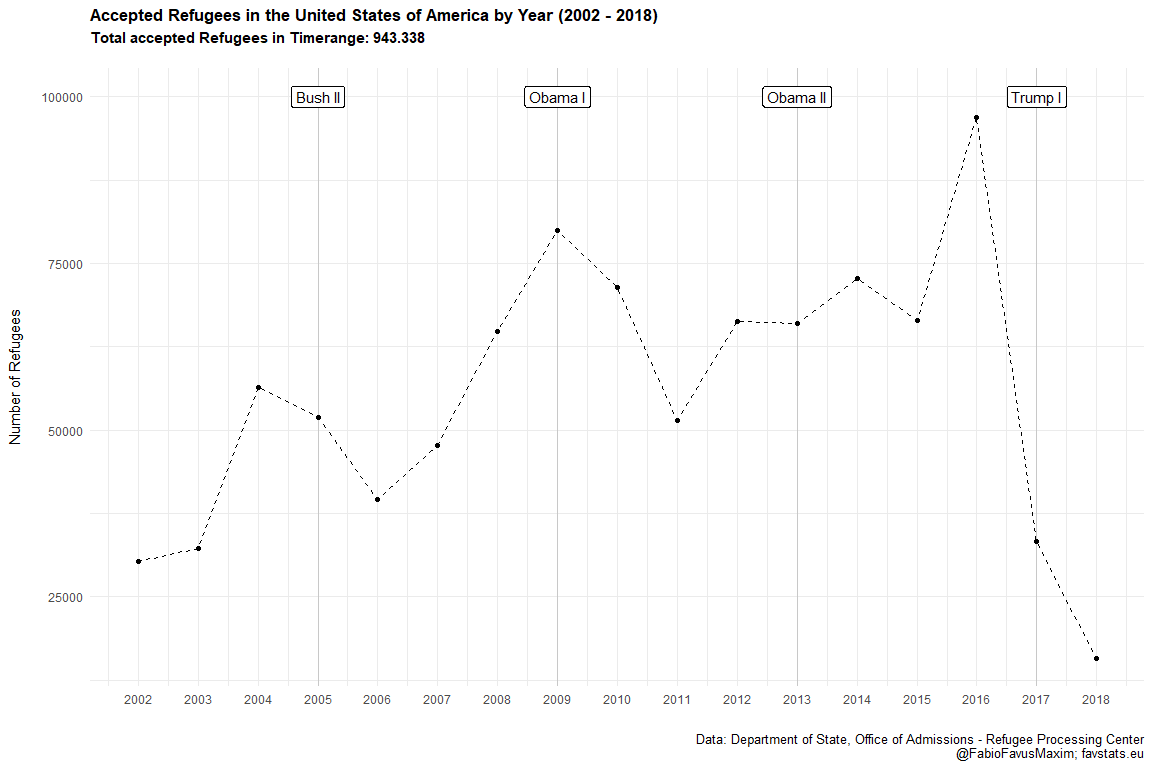 Accepted Refugees in the United States of America by Year (2002 - 2018)
Total accepted Refugees in Timerange: 943.338
Bush II
Obama I
Obama II
Trump I
100000
75000
50000
25000
Number of Refugees
2002 2003 2004 2005 2006 2007 2008 2009 2010 2011 2012 2013 2014 2015 2016 2017 2018
Data: Department of State, Office of Admissions - Refugee Processing Center
@FabioFavusMaxim; favstats.eu